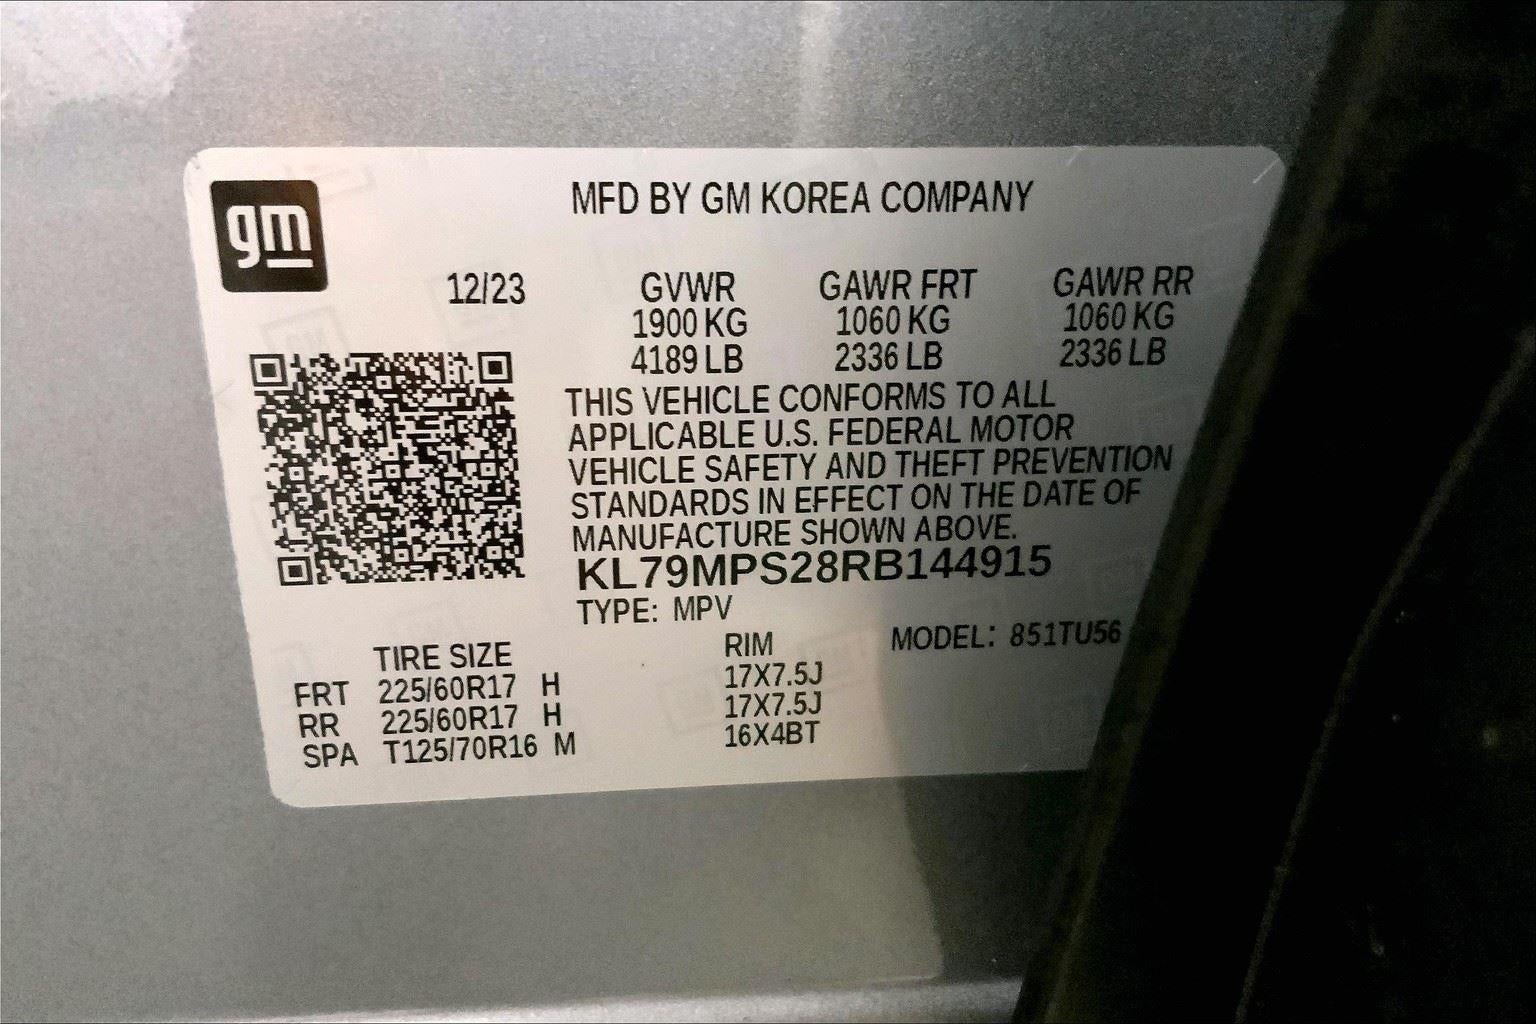 gm
MFD BY GM KOREA COMPANY
12/23 GVWR GAWR FRT GAWR RR
1900 KG 1060 KG 1060 KG
4189 LB 2336 LB 2336 LB
THIS VEHICLE CONFORMS TO ALL
APPLICABLE U.S. FEDERAL MOTOR
VEHICLE SAFETY AND THEFT PREVENTION
STANDARDS IN EFFECT ON THE DATE OF
MANUFACTURE SHOWN ABOVE.
KL79MPS28RB144915
TYPE: MPV
MODEL: 851TU56
TIRE SIZE RIM
FRT 225/60R17 H 17X7.5J
RR 225/60R17 H 17X7.5J
SPA T125/70R16 M 16X4BT